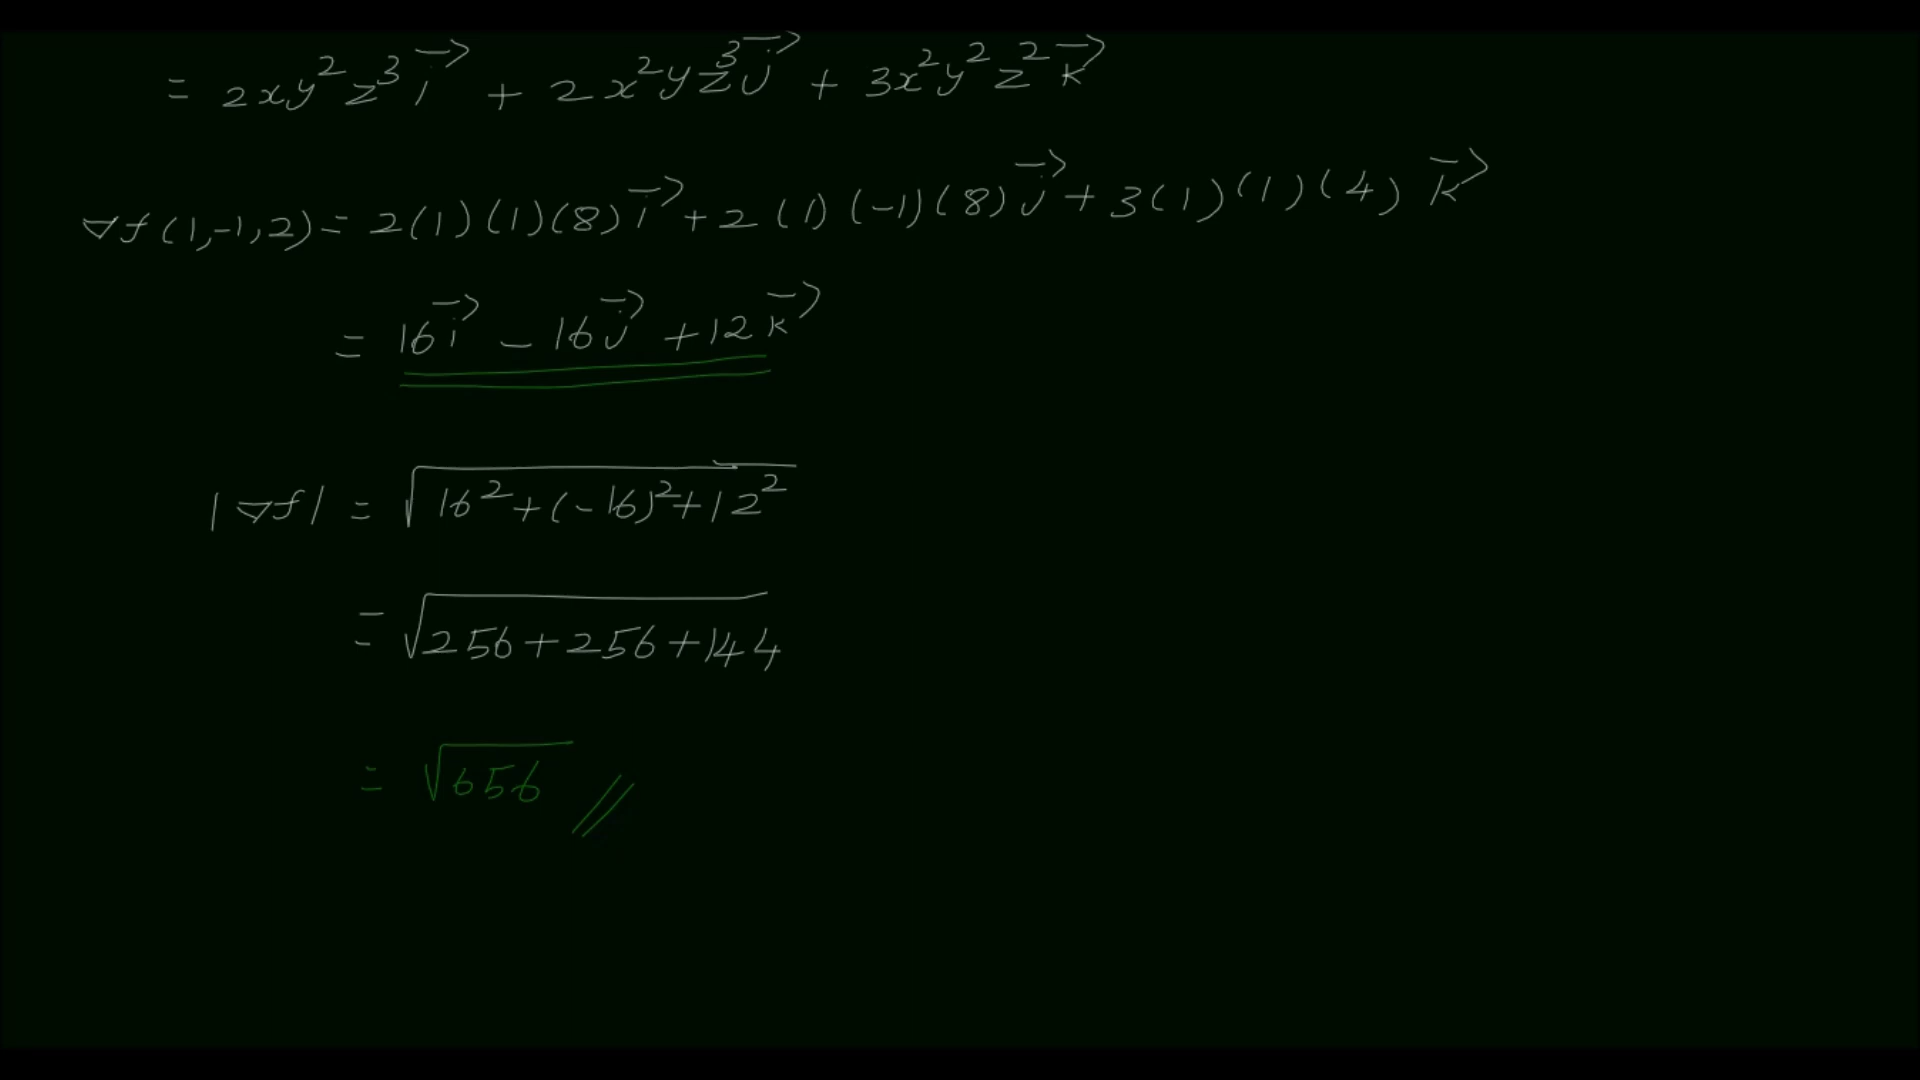 = 2xy²z³ i⃗ + 2x²yz³ j⃗ + 3x²y²z² k⃗
∇f(1,-1,2) = 2(1)(1)(8) i⃗ + 2(1)(-1)(8) j⃗ + 3(1)(1)(4) k⃗
= 16 i⃗ - 16 j⃗ + 12 k⃗
|∇f| = √(16² + (-16)² + 12²)
= √(256 + 256 + 144)
= √656 //